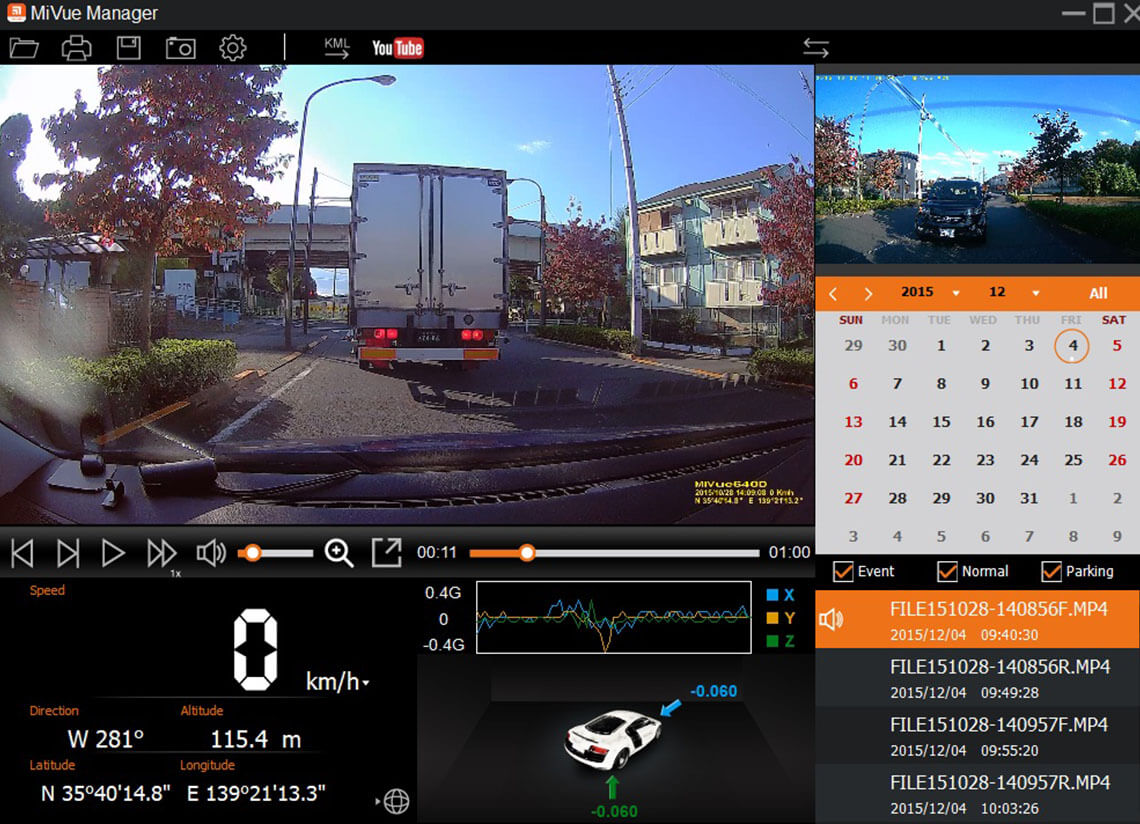 MiVue Manager
KML
YouTube
MiVue640D
2015/10/28 14:09:08 0 Kmh
N 35°40'14.8" E 139°21'13.2"
2015 12 All
SUN MON TUE WED THU FRI SAT
29 30 1 2 3 4 5
6 7 8 9 10 11 12
13 14 15 16 17 18 19
20 21 22 23 24 25 26
27 28 29 30 31 1 2
3 4 5 6 7 8 9
1x
00:11 01:00
Event Normal Parking
Speed
0 km/h
Direction Altitude
W 281° 115.4 m
Latitude Longitude
N 35°40'14.8" E 139°21'13.3"
0.4G
0
-0.4G
X
Y
Z
-0.060
-0.060
FILE151028-140856F.MP4
2015/12/04 09:40:30
FILE151028-140856R.MP4
2015/12/04 09:49:28
FILE151028-140957F.MP4
2015/12/04 09:55:20
FILE151028-140957R.MP4
2015/12/04 10:03:26